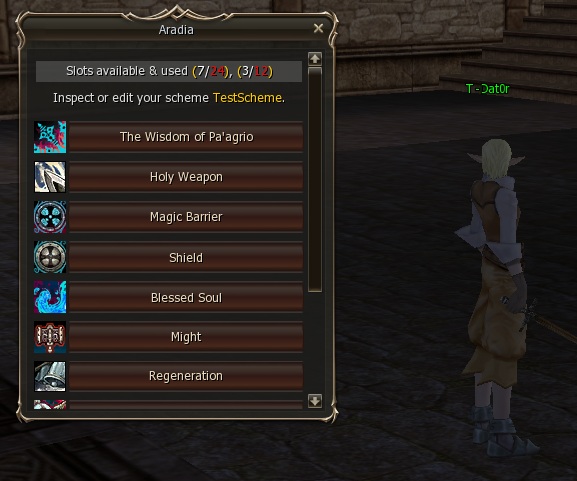 Aradia
Slots available & used (7/24), (3/12)
Inspect or edit your scheme TestScheme.
The Wisdom of Pa'agrio
Holy Weapon
Magic Barrier
Shield
Blessed Soul
Might
Regeneration